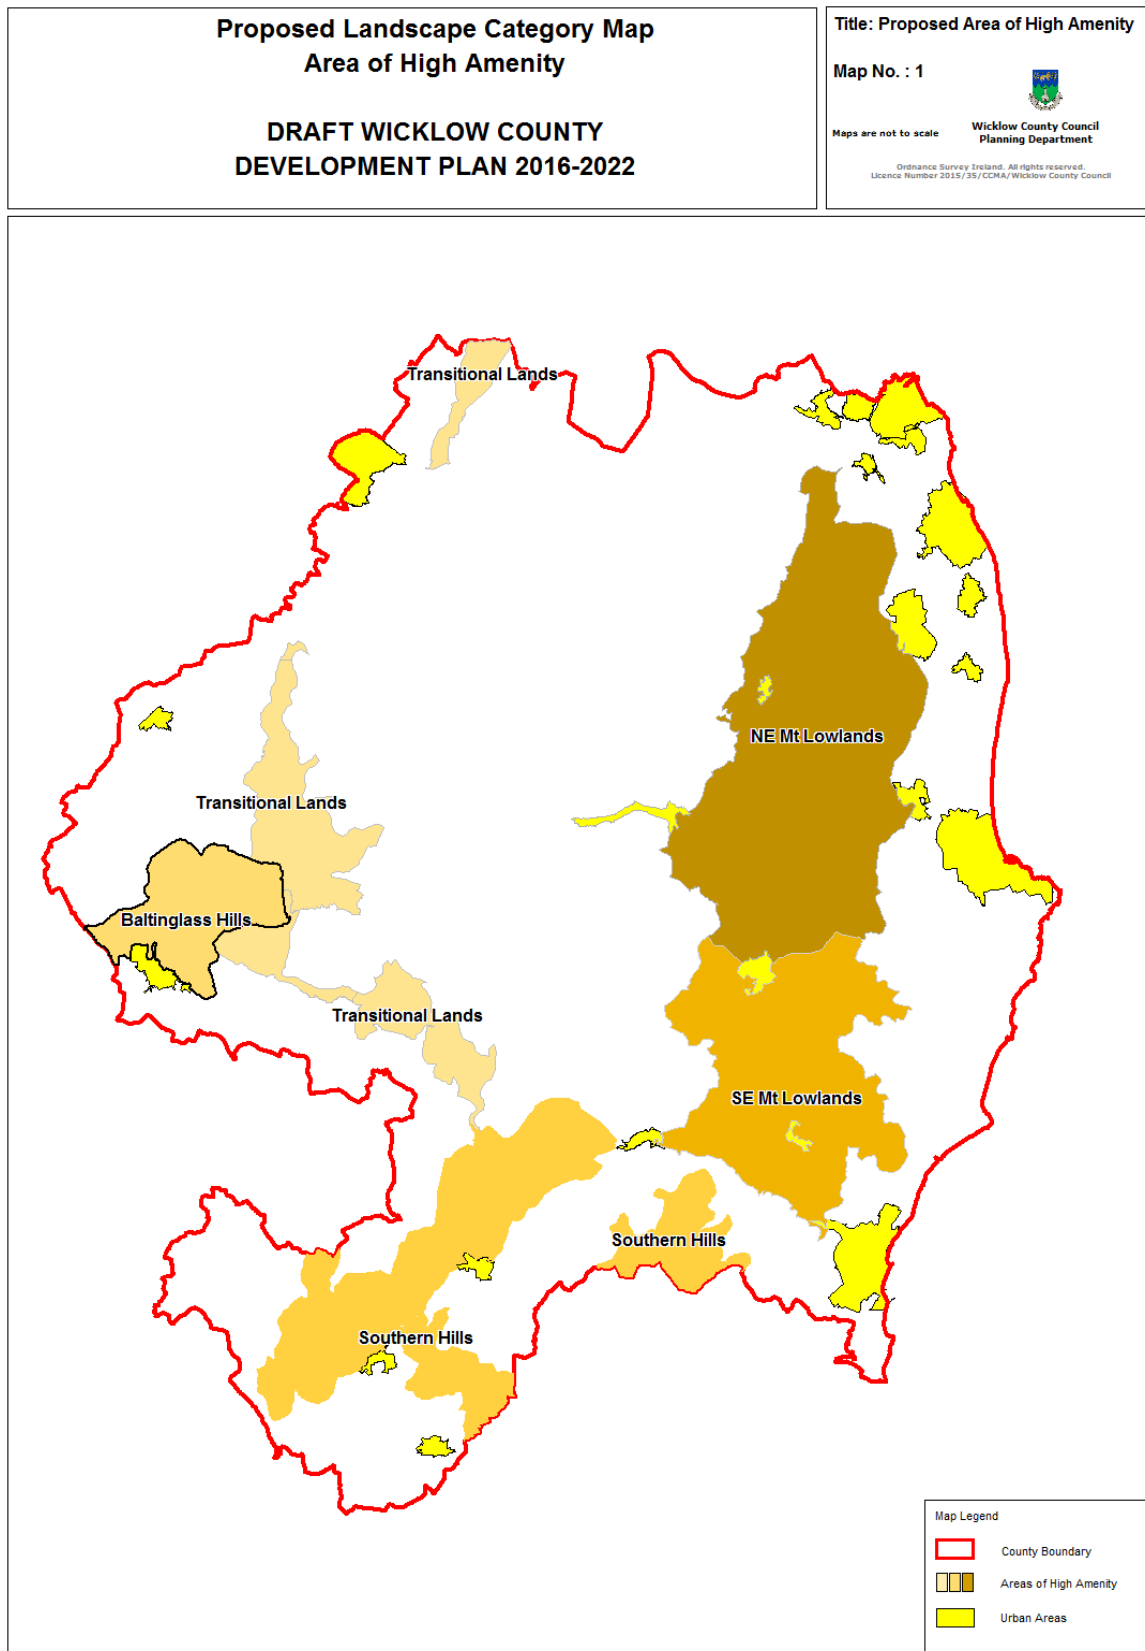 Proposed Landscape Category Map
Area of High Amenity
DRAFT WICKLOW COUNTY
DEVELOPMENT PLAN 2016-2022
Title: Proposed Area of High Amenity
Map No. : 1
Maps are not to scale
Wicklow County Council
Planning Department
Ordnance Survey Ireland. All rights reserved.
Licence Number 2015/35/CCMA/Wicklow County Council
Transitional Lands
NE Mt Lowlands
Transitional Lands
Baltinglass Hills
Transitional Lands
SE Mt Lowlands
Southern Hills
Southern Hills
Map Legend
County Boundary
Areas of High Amenity
Urban Areas